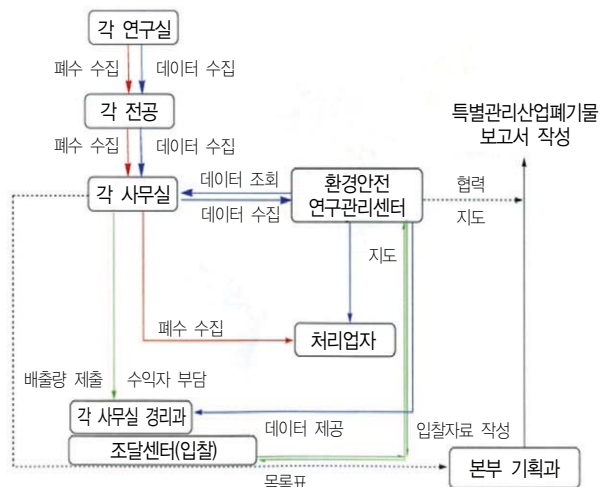 각 연구실
폐수 수집 데이터 수집
각 전공
특별관리산업폐기물
보고서 작성
폐수 수집 데이터 수집
각 사무실
데이터 조회
데이터 수집
환경안전
연구관리센터
협력
지도
지도
폐수 수집
처리업자
배출량 제출 수익자 부담
각 사무실 경리과
데이터 제공
입찰자료 작성
조달센터(입찰)
목록표
본부 기획과